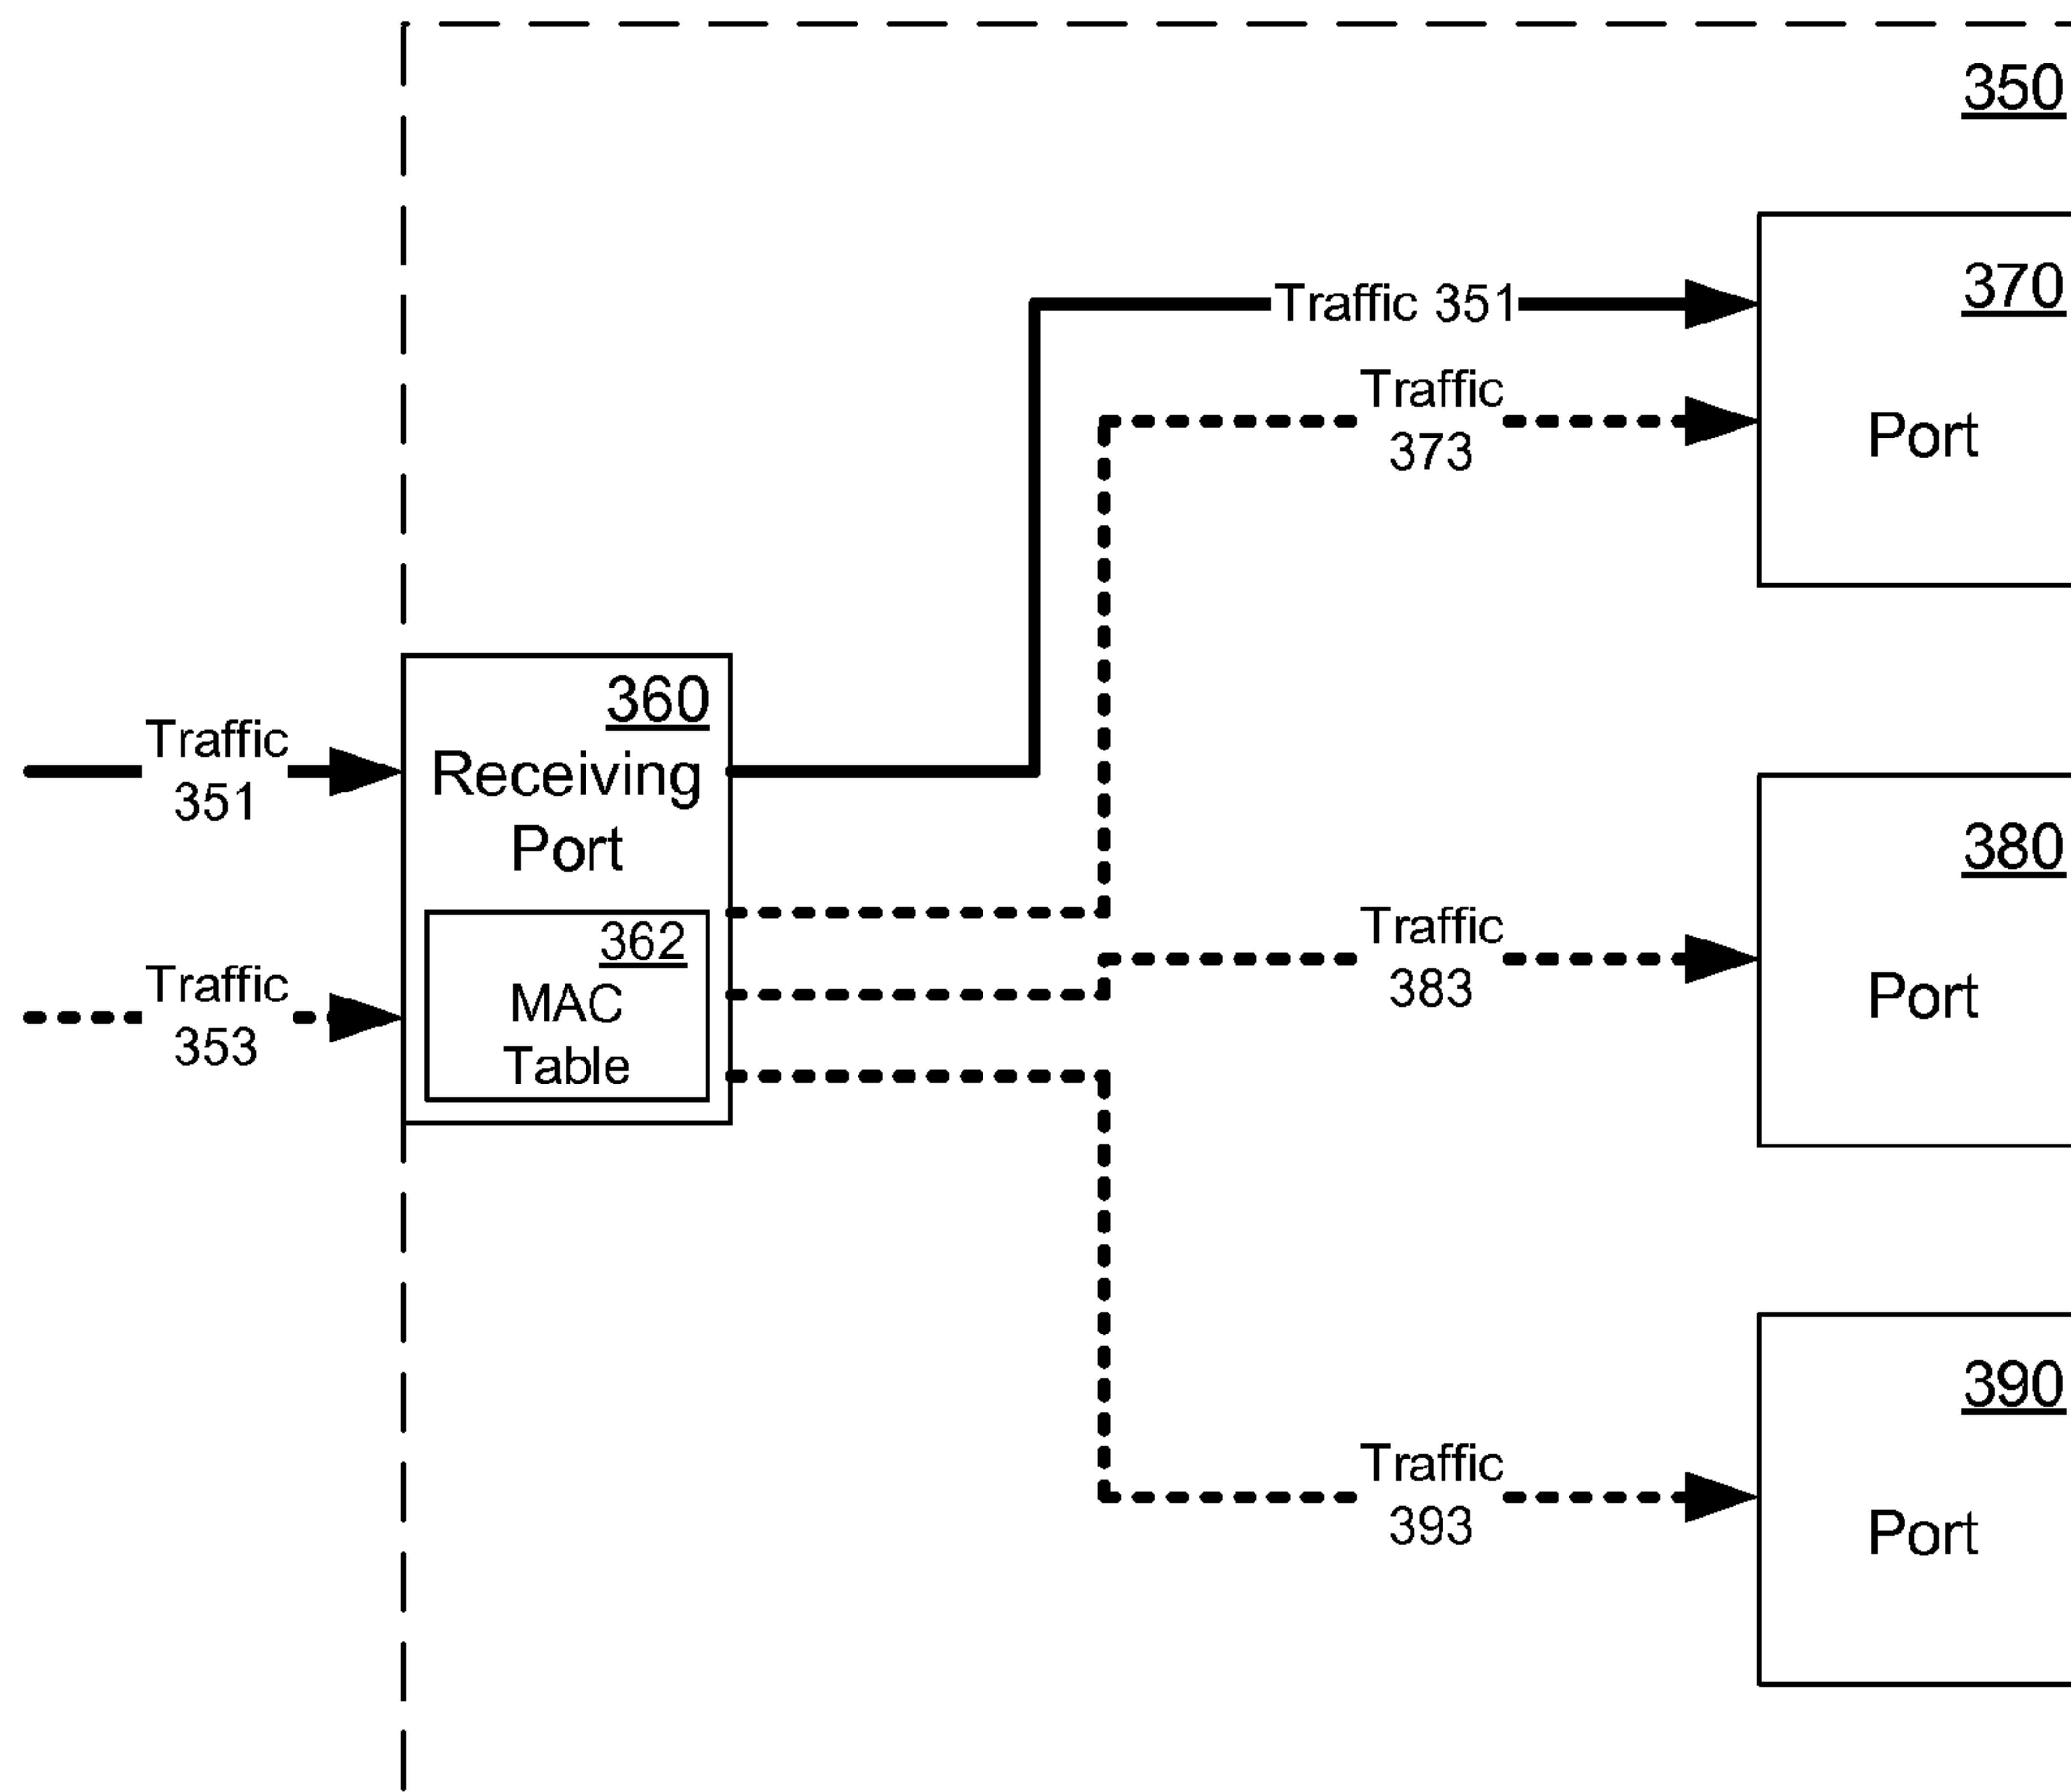 350
370
Traffic 351
Traffic
373
Port
360
Receiving
Port
Traffic
351
362
MAC
Table
Traffic
353
380
Traffic
383
Port
390
Traffic
393
Port